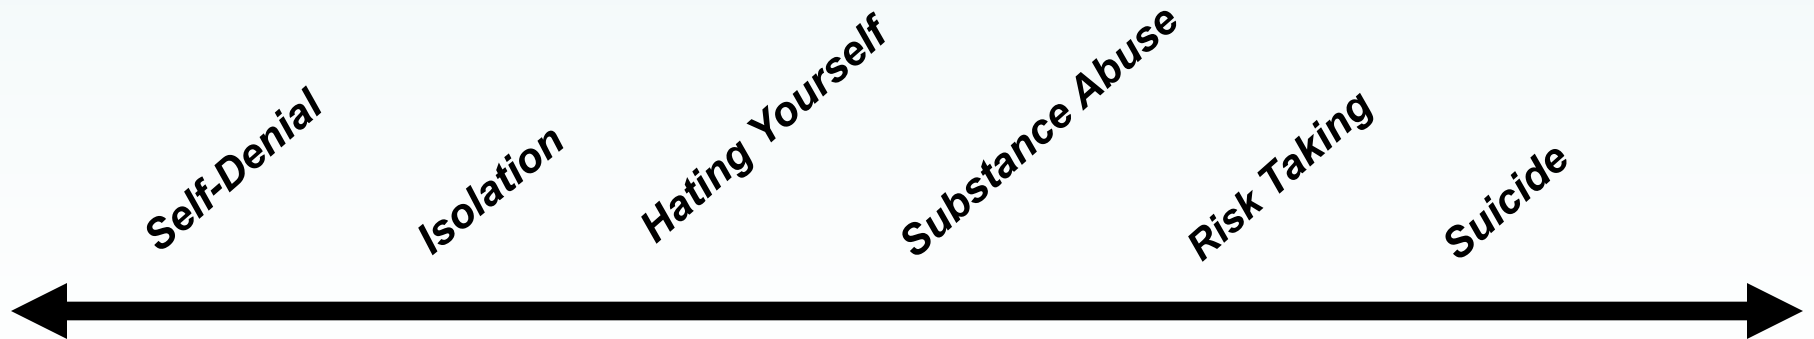 Self-Denial
Isolation
Hating Yourself
Substance Abuse
Risk Taking
Suicide